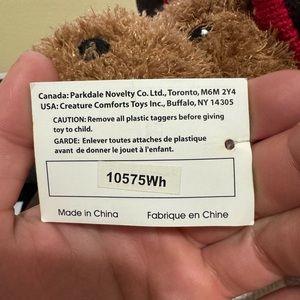 Canada: Parkdale Novelty Co. Ltd., Toronto, M6M 2Y4
USA: Creature Comforts Toys Inc., Buffalo, NY 14305
CAUTION: Remove all plastic taggers before giving
toy to child.
GARDE: Enlever toutes attaches de plastique
avant de donner le jouet à l'enfant.
10575Wh
Made in China Fabrique en Chine